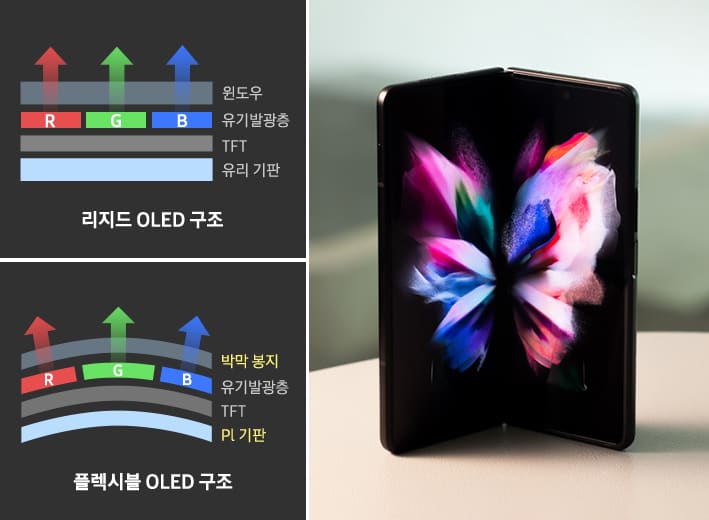 R G B
윈도우
유기발광층
TFT
유리 기판
리지드 OLED 구조
R G B
박막 봉지
유기발광층
TFT
PI 기판
플렉시블 OLED 구조